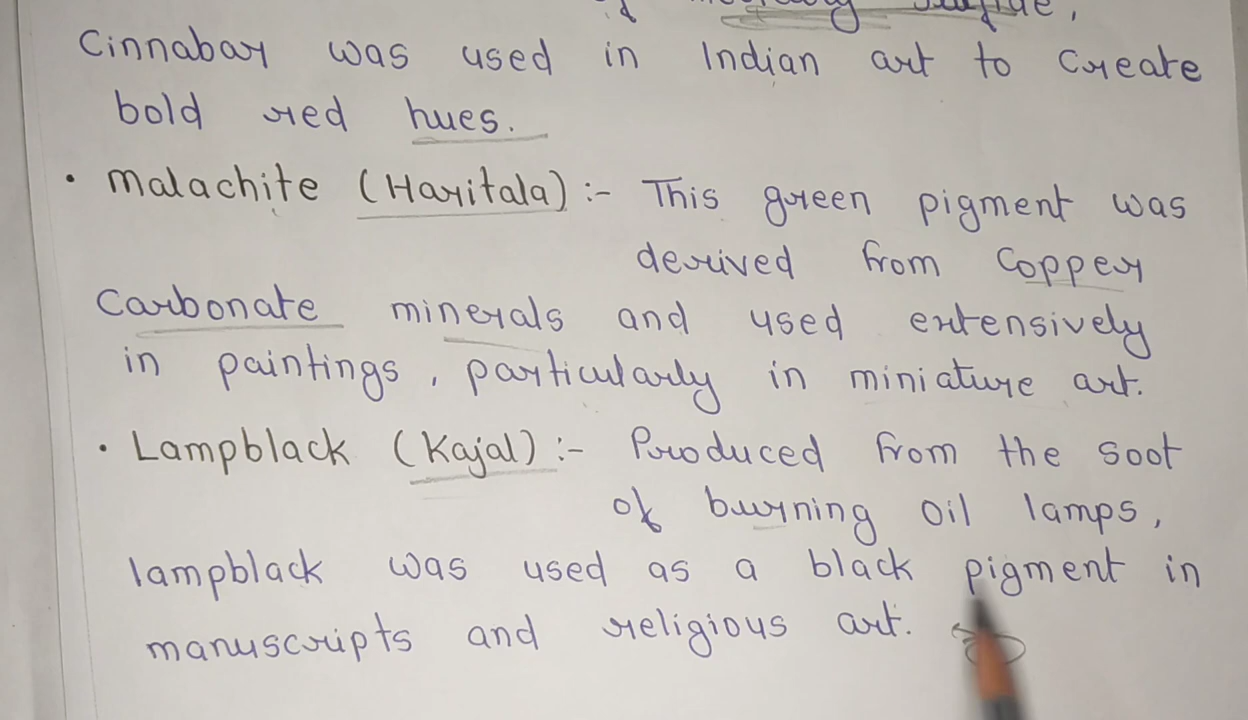 Cinnabar was used in Indian art to create
bold red hues.
• Malachite (Haritala) :- This green pigment was
derived from Copper
Carbonate minerals and used extensively
in paintings, particularly in miniature art.
• Lampblack (Kajal) :- Produced from the soot
of burning oil lamps,
lampblack was used as a black pigment in
manuscripts and religious art.